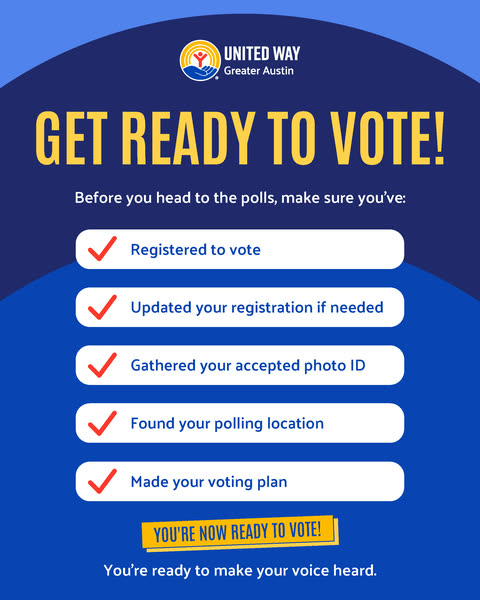 UNITED WAY
Greater Austin
GET READY TO VOTE!
Before you head to the polls, make sure you've:
Registered to vote
Updated your registration if needed
Gathered your accepted photo ID
Found your polling location
Made your voting plan
YOU'RE NOW READY TO VOTE!
You're ready to make your voice heard.